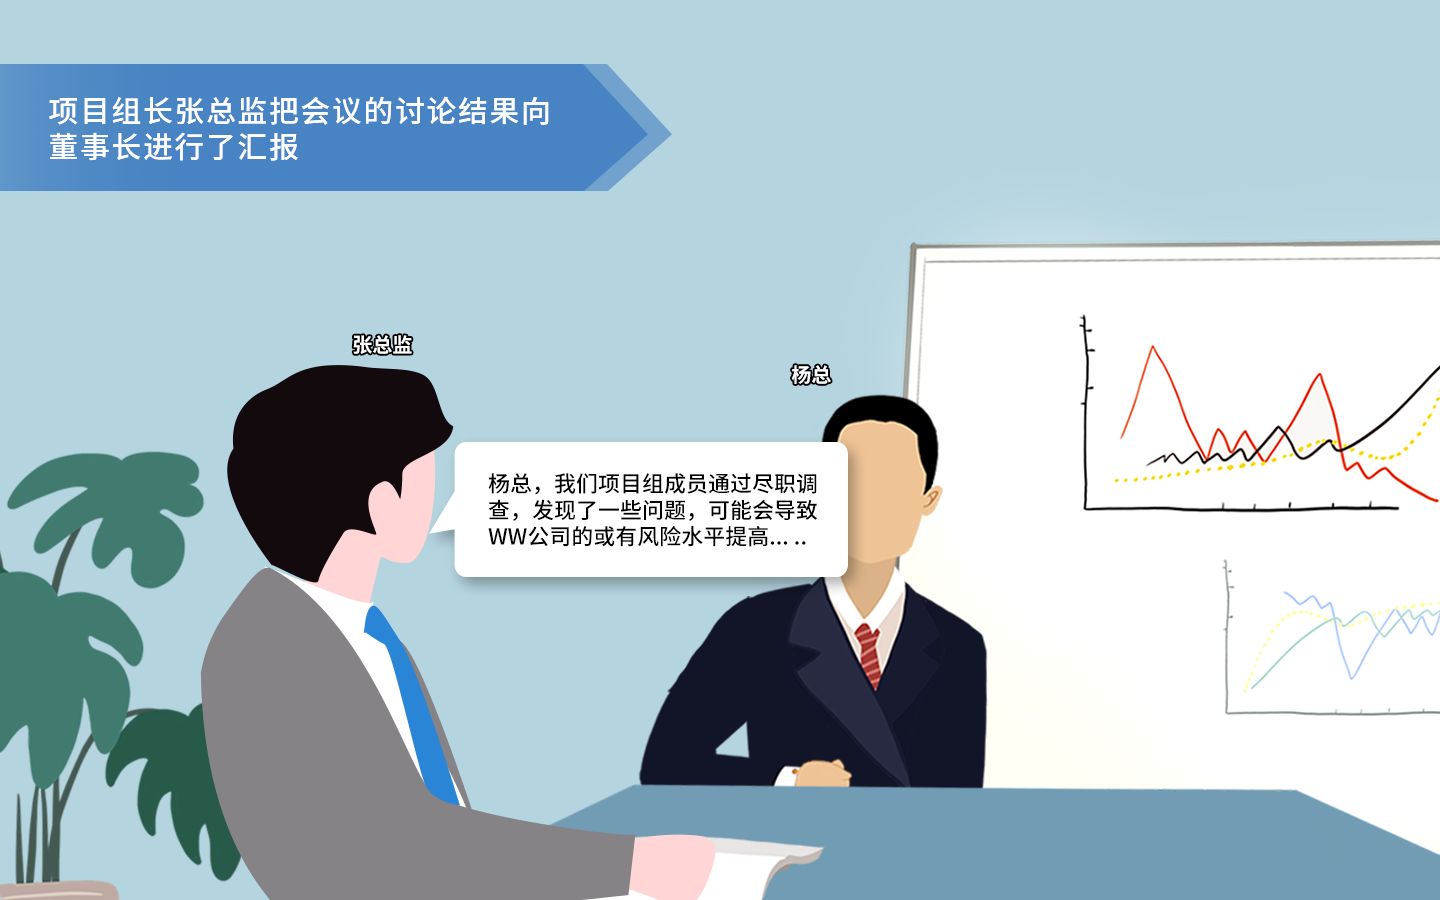 项目组长张总监把会议的讨论结果向
董事长进行了汇报
张总监
杨总
杨总，我们项目组成员通过尽职调
查，发现了一些问题，可能会导致
WW公司的或有风险水平提高... ..